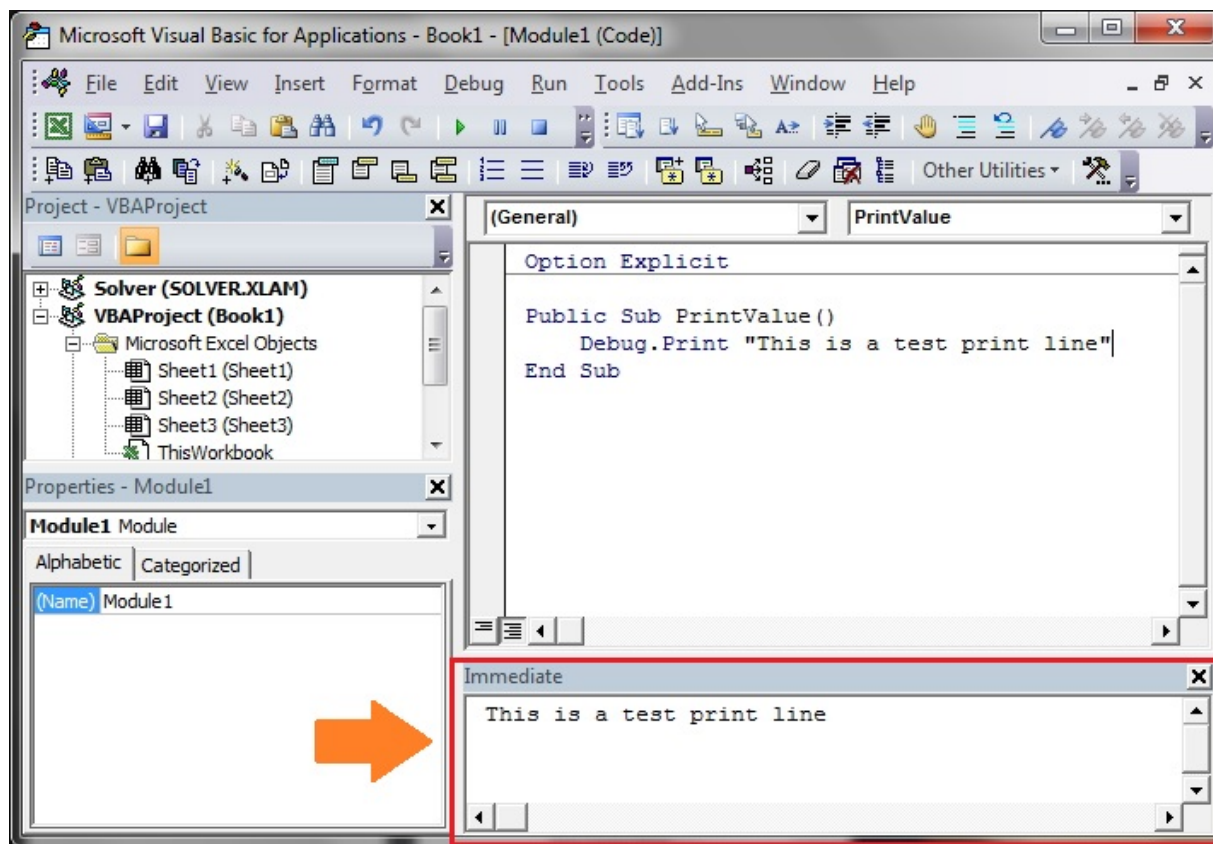 Microsoft Visual Basic for Applications - Book1 - [Module1 (Code)]
File Edit View Insert Format Debug Run Tools Add-Ins Window Help
Other Utilities
Project - VBAProject
Solver (SOLVER.XLAM)
VBAProject (Book1)
Microsoft Excel Objects
Sheet1 (Sheet1)
Sheet2 (Sheet2)
Sheet3 (Sheet3)
ThisWorkbook
Properties - Module1
Module1 Module
Alphabetic Categorized
(Name) Module1
(General) PrintValue
Option Explicit
Public Sub PrintValue()
Debug.Print "This is a test print line"
End Sub
Immediate
This is a test print line